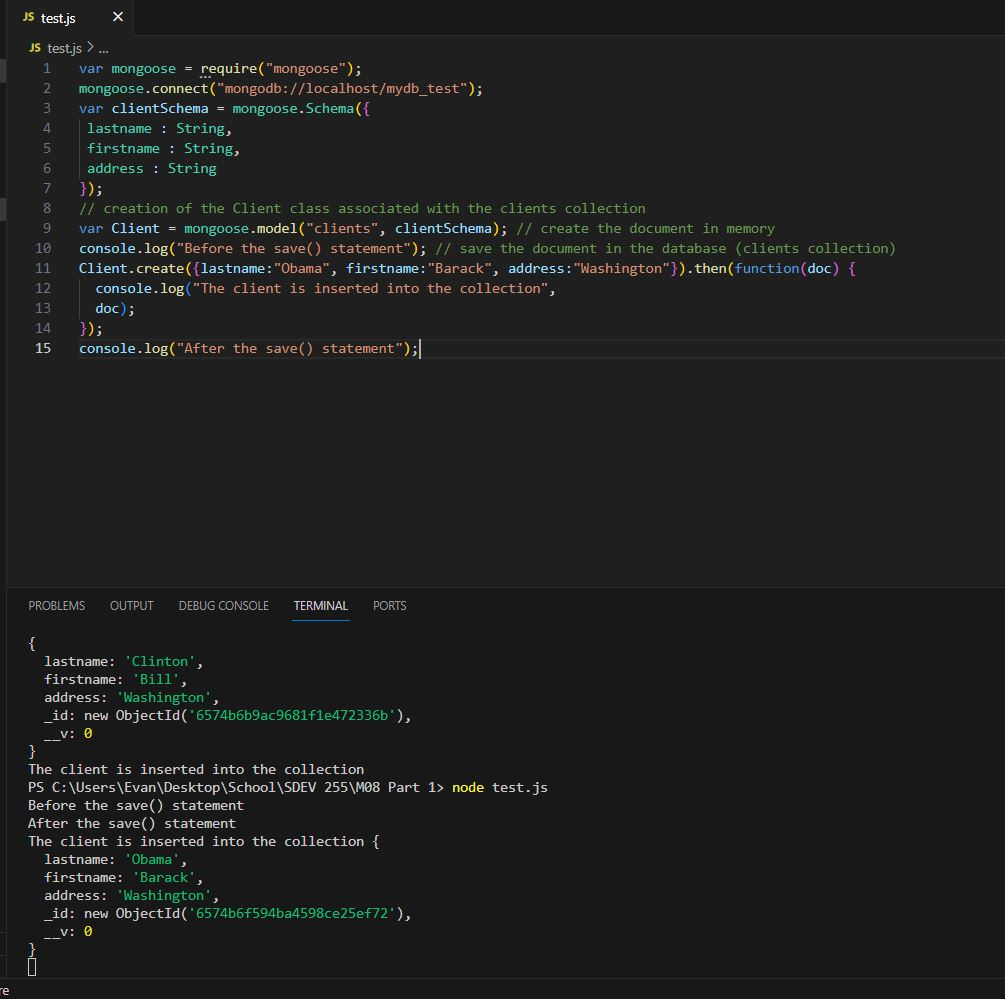 JS test.js ×
JS test.js > ...
1 var mongoose = require("mongoose");
2 mongoose.connect("mongodb://localhost/mydb_test");
3 var clientSchema = mongoose.Schema({
4 lastname : String,
5 firstname : String,
6 address : String
7 });
8 // creation of the Client class associated with the clients collection
9 var Client = mongoose.model("clients", clientSchema); // create the document in memory
10 console.log("Before the save() statement"); // save the document in the database (clients collection)
11 Client.create({lastname:"Obama", firstname:"Barack", address:"Washington"}).then(function(doc) {
12 console.log("The client is inserted into the collection",
13 doc);
14 });
15 console.log("After the save() statement");
PROBLEMS OUTPUT DEBUG CONSOLE TERMINAL PORTS
{
lastname: 'Clinton',
firstname: 'Bill',
address: 'Washington',
_id: new ObjectId('6574b6b9ac9681f1e472336b'),
__v: 0
}
The client is inserted into the collection
PS C:\Users\Evan\Desktop\School\SDEV 255\M08 Part 1> node test.js
Before the save() statement
After the save() statement
The client is inserted into the collection {
lastname: 'Obama',
firstname: 'Barack',
address: 'Washington',
_id: new ObjectId('6574b6f594ba4598ce25ef72'),
__v: 0
}
re